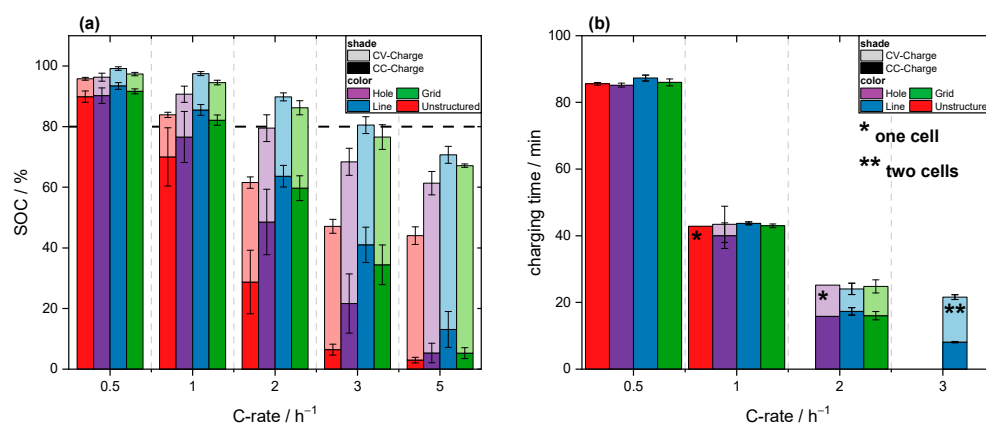 (a)
shade
CV-Charge
CC-Charge
color
Hole Grid
Line Unstructured
100
80
60
40
20
0
SOC / %
0.5 1 2 3 5
C-rate / h⁻¹
(b)
shade
CV-Charge
CC-Charge
color
Hole Grid
Line Unstructured
* one cell
** two cells
100
80
60
40
20
0
charging time / min
*
*
**
0.5 1 2 3
C-rate / h⁻¹